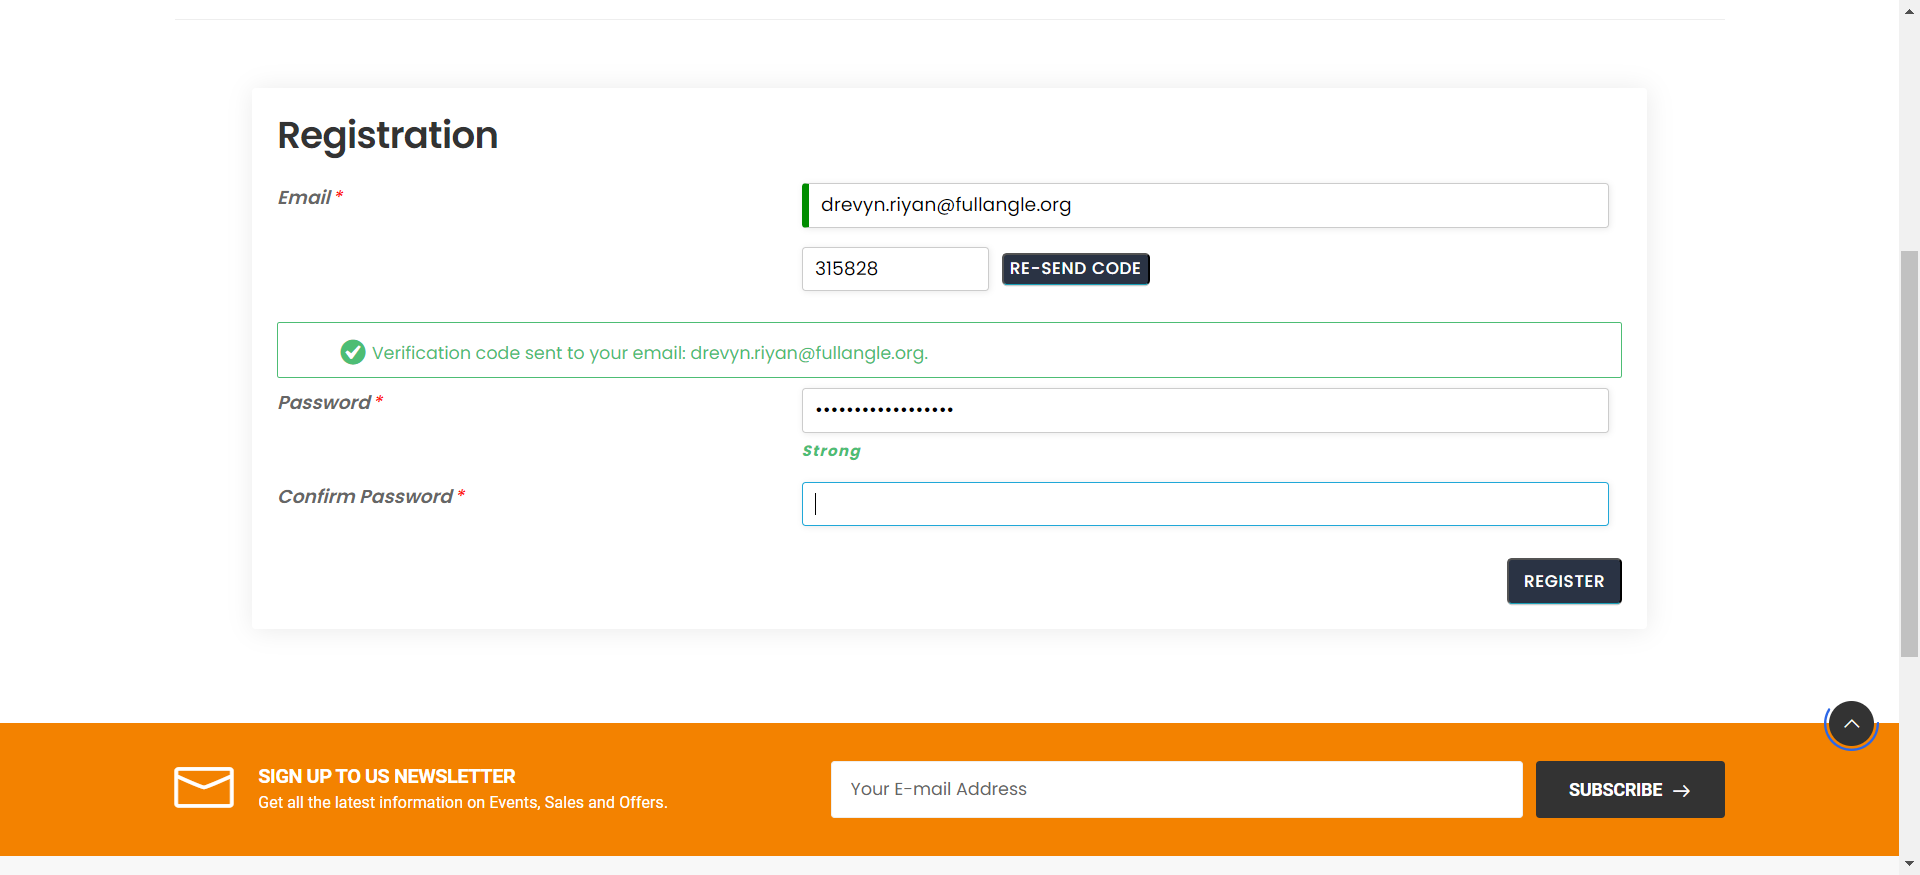 Registration
Email *
drevyn.riyan@fullangle.org
315828
RE-SEND CODE
Verification code sent to your email: drevyn.riyan@fullangle.org.
Password *
••••••••••••••••••
Strong
Confirm Password *
REGISTER
SIGN UP TO US NEWSLETTER
Get all the latest information on Events, Sales and Offers.
Your E-mail Address
SUBSCRIBE →